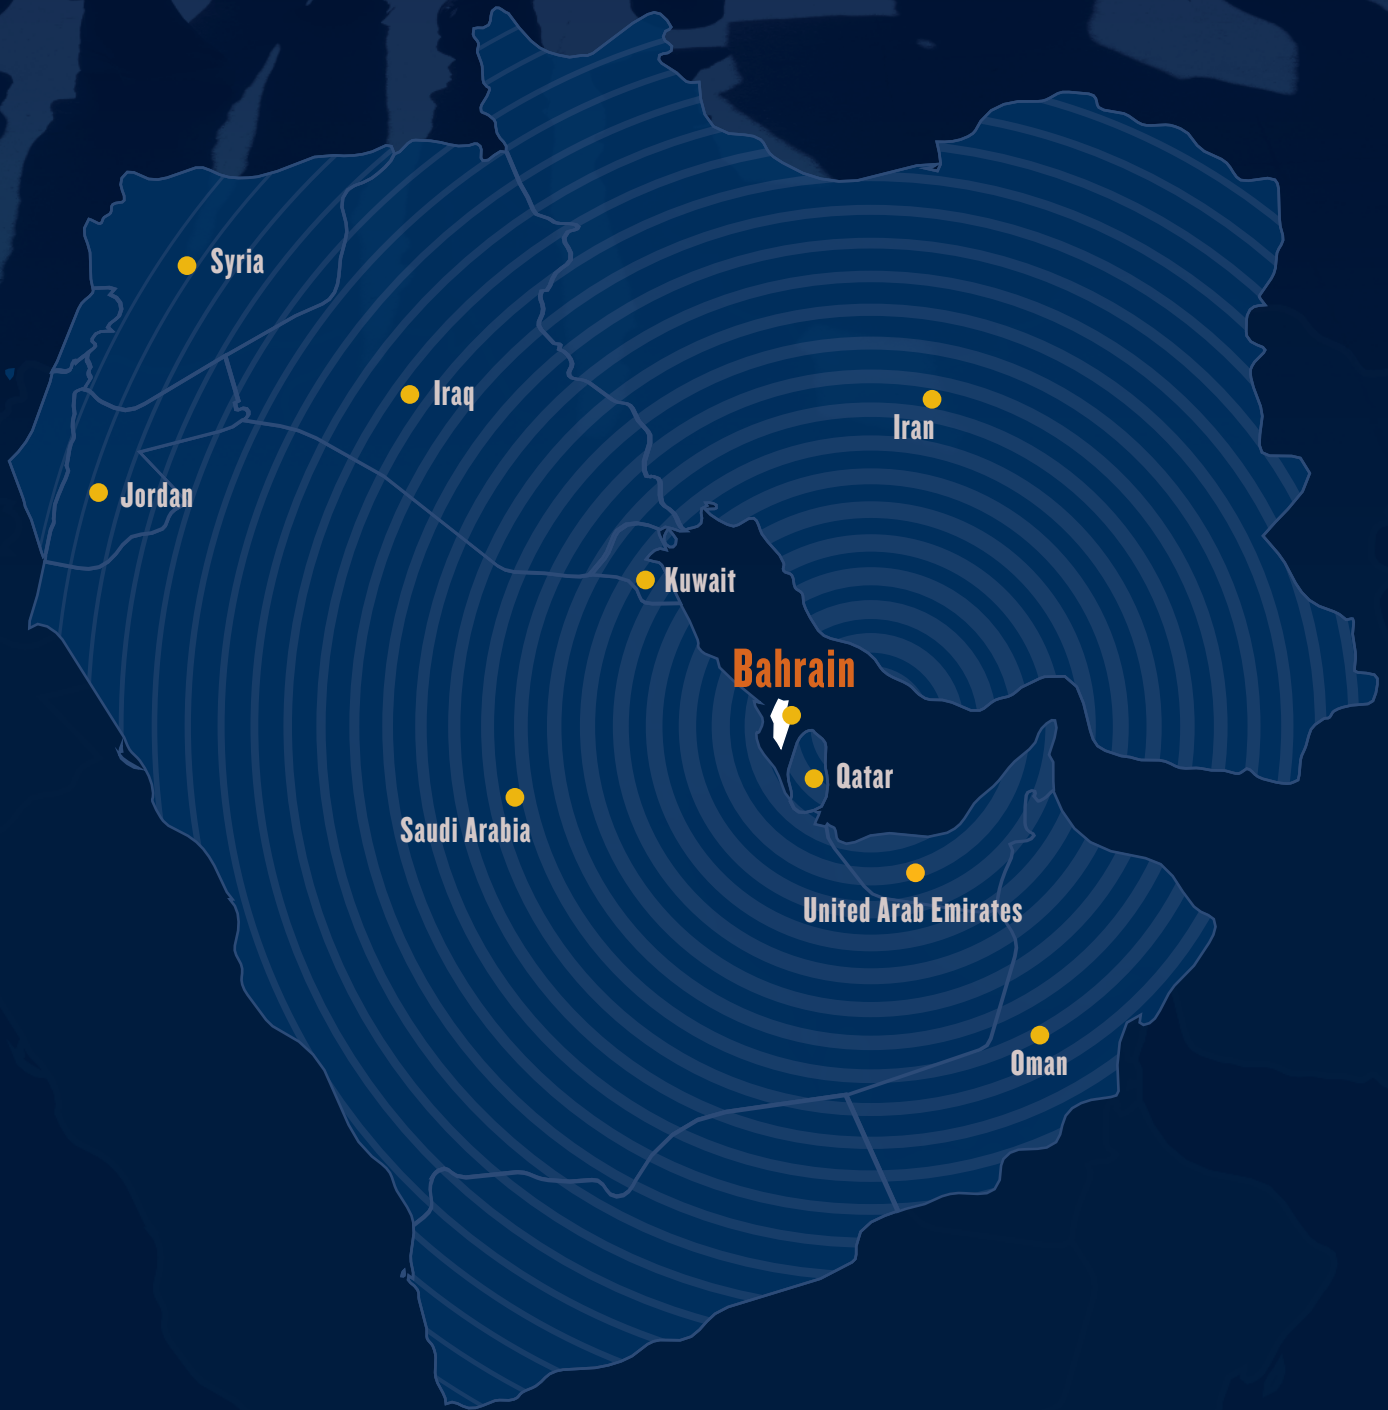 Syria
Iraq
Iran
Jordan
Kuwait
Bahrain
Qatar
Saudi Arabia
United Arab Emirates
Oman